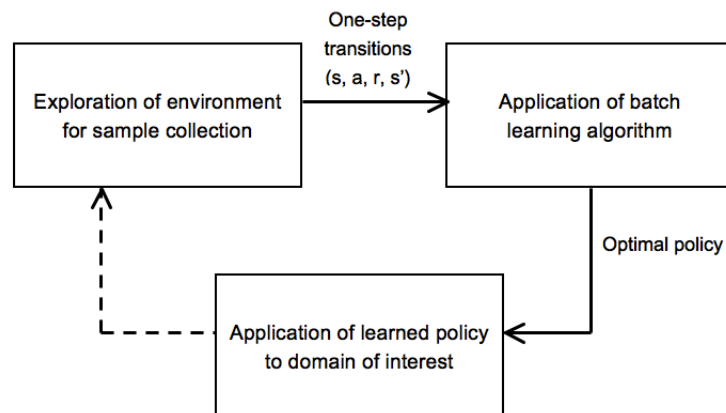 One-step
transitions
(s, a, r, s’)
Exploration of environment
for sample collection
Application of batch
learning algorithm
Optimal policy
Application of learned policy
to domain of interest